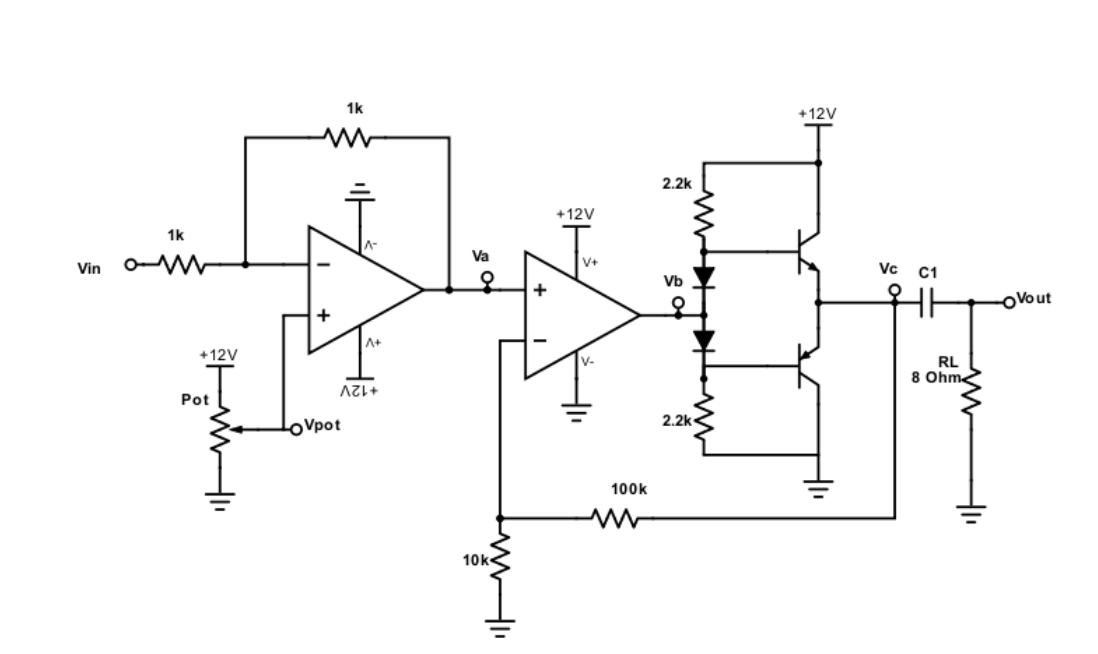 1k
+12V
2.2k
1k
V-
+12V
V+
Vin
−
Va
+
Vb
Vc
C1
Vout
+
−
V+
V-
+12V
+12V
RL
8 Ohm
Pot
Vpot
2.2k
100k
10k